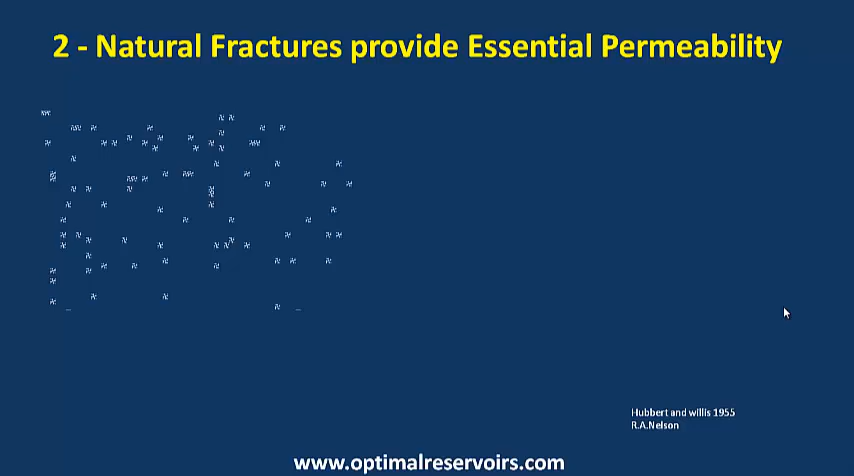 2 - Natural Fractures provide Essential Permeability
Hubbert and willis 1955
R.A.Nelson
www.optimalreservoirs.com